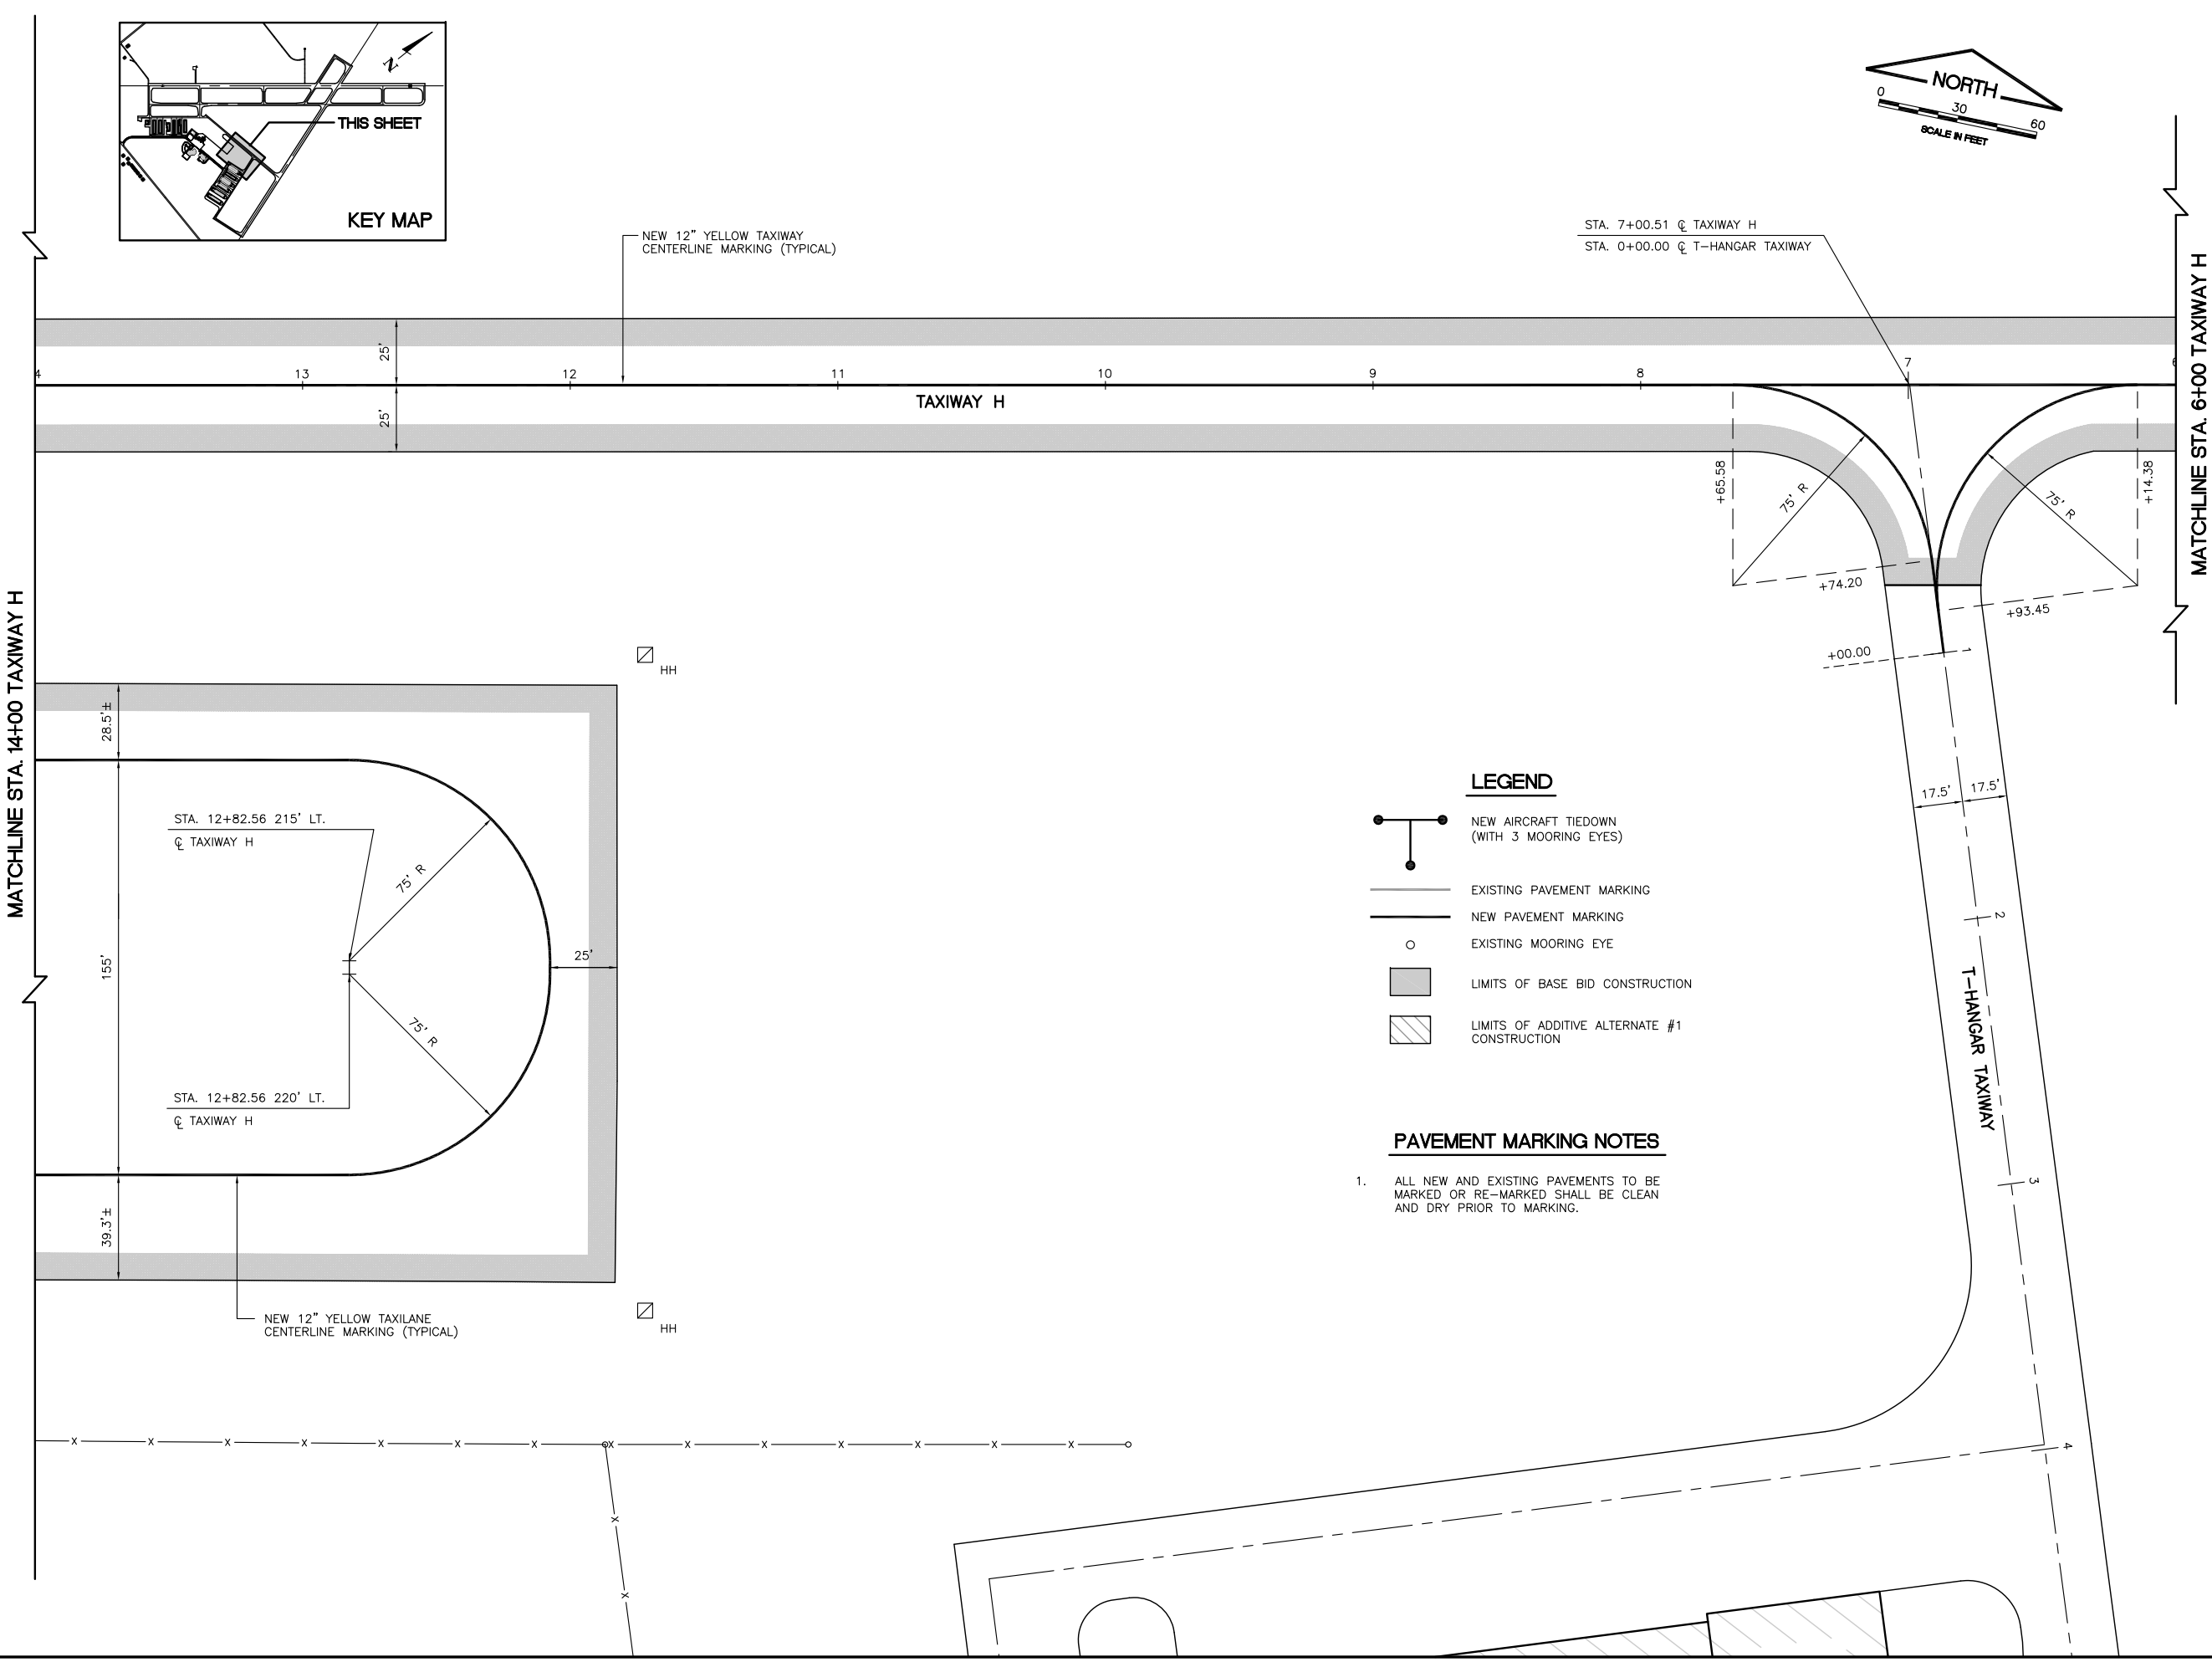 N
THIS SHEET
KEY MAP
NORTH
0
30
60
SCALE IN FEET
NEW 12" YELLOW TAXIWAY
CENTERLINE MARKING (TYPICAL)
STA. 7+00.51 ℄ TAXIWAY H
STA. 0+00.00 ℄ T-HANGAR TAXIWAY
MATCHLINE STA. 6+00 TAXIWAY H
25'
4
13
12
11
10
9
8
7
6
25'
TAXIWAY H
+65.58
75' R
75' R
+14.38
+74.20
+93.45
+00.00
MATCHLINE STA. 14+00 TAXIWAY H
HH
28.5'±
STA. 12+82.56 215' LT.
℄ TAXIWAY H
75' R
155'
25'
75' R
STA. 12+82.56 220' LT.
℄ TAXIWAY H
39.3'±
NEW 12" YELLOW TAXILANE
CENTERLINE MARKING (TYPICAL)
HH
LEGEND
NEW AIRCRAFT TIEDOWN
(WITH 3 MOORING EYES)
EXISTING PAVEMENT MARKING
NEW PAVEMENT MARKING
EXISTING MOORING EYE
LIMITS OF BASE BID CONSTRUCTION
LIMITS OF ADDITIVE ALTERNATE #1
CONSTRUCTION
PAVEMENT MARKING NOTES
1. ALL NEW AND EXISTING PAVEMENTS TO BE
MARKED OR RE-MARKED SHALL BE CLEAN
AND DRY PRIOR TO MARKING.
17.5'
17.5'
2
T-HANGAR TAXIWAY
3
4
X X X X X X X X X X X X X X
X
X